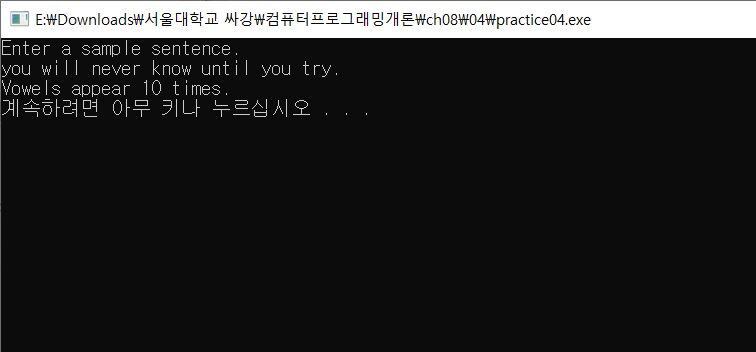 E:₩Downloads₩서울대학교 싸강₩컴퓨터프로그래밍개론₩ch08₩04₩practice04.exe
Enter a sample sentence.
you will never know until you try.
Vowels appear 10 times.
계속하려면 아무 키나 누르십시오 . . .